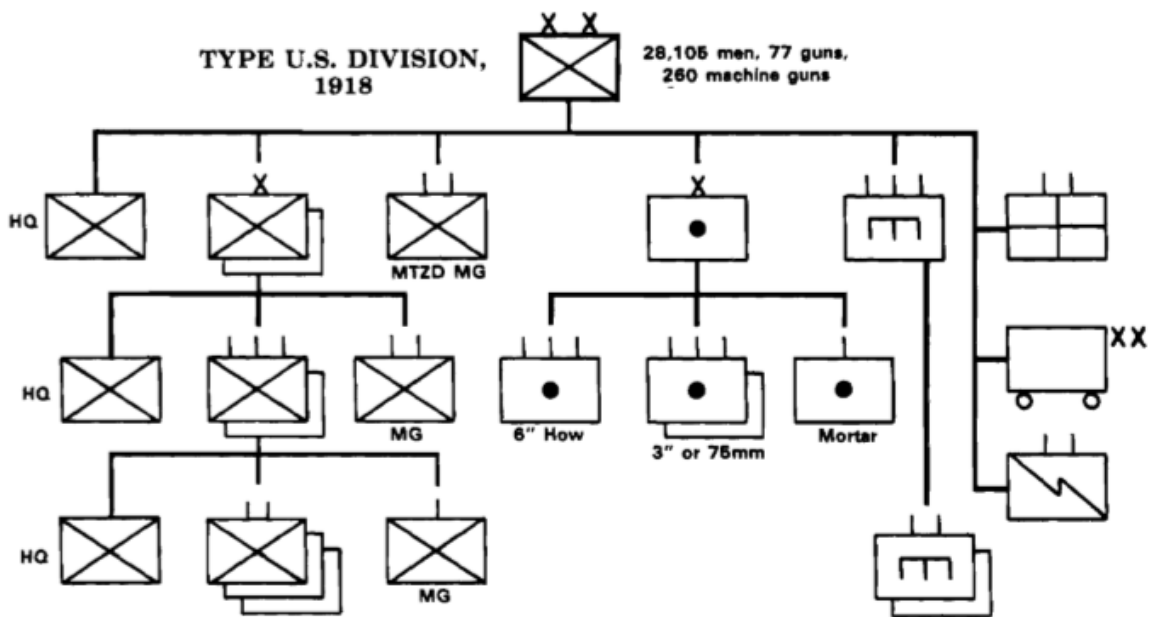 TYPE U.S. DIVISION,
1918
28,105 men, 77 guns,
260 machine guns
HQ
MTZD MG
XX
HQ
MG
6" How
3" or 75mm
Mortar
HQ
MG